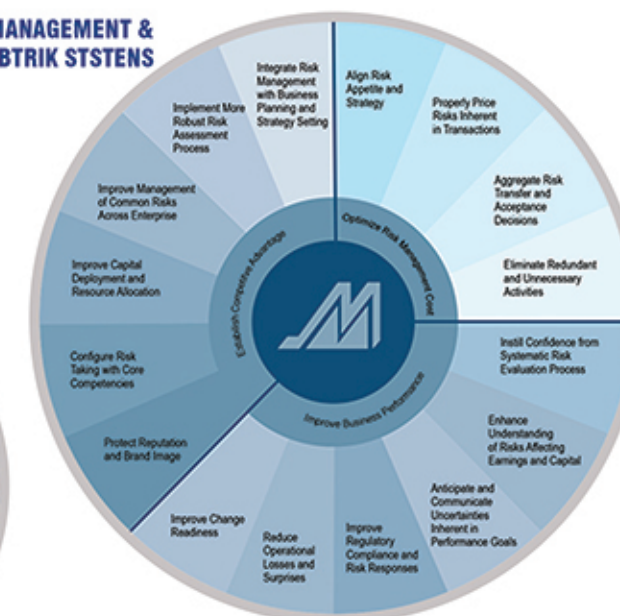 MANAGEMENT &
BTRIK STSTENS
Integrate Risk
Management
with Business
Planning and
Strategy Setting
Align Risk
Appetite and
Strategy
Properly Price
Risks Inherent
in Transactions
Aggregate Risk
Transfer and
Acceptance
Decisions
Eliminate Redundant
and Unnecessary
Activities
Instill Confidence from
Systematic Risk
Evaluation Process
Enhance
Understanding
of Risks Affecting
Earnings and Capital
Anticipate and
Communicate
Uncertainties
Inherent in
Performance Goals
Improve
Regulatory
Compliance and
Risk Responses
Reduce
Operational
Losses and
Surprises
Improve Change
Readiness
Protect Reputation
and Brand Image
Configure Risk
Taking with Core
Competencies
Improve Capital
Deployment and
Resource Allocation
Improve Management
of Common Risks
Across Enterprise
Implement More
Robust Risk
Assessment
Process
Establish Competitive Advantage
Optimize Risk Management Cost
Improve Business Performance
M